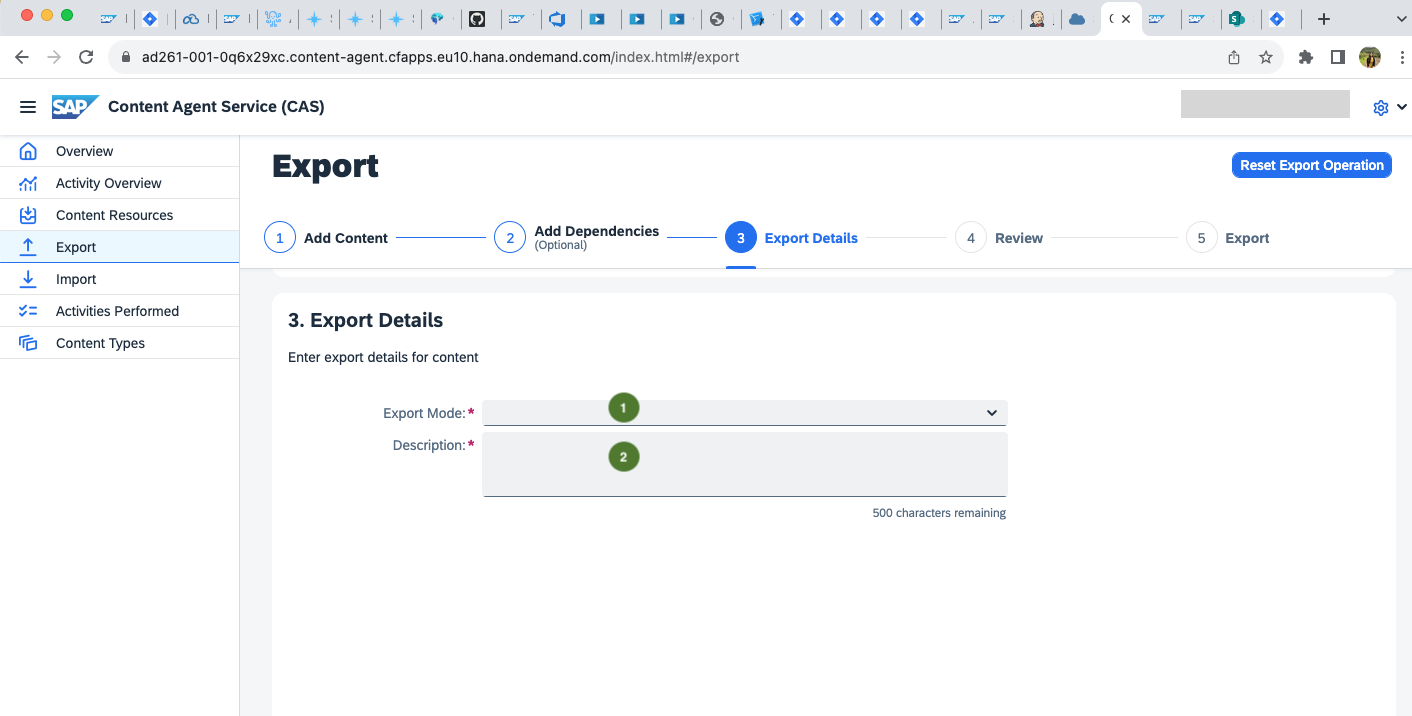 ad261-001-0q6x29xc.content-agent.cfapps.eu10.hana.ondemand.com/index.html#/export
SAP Content Agent Service (CAS)
Overview
Activity Overview
Content Resources
Export
Import
Activities Performed
Content Types
Export
Reset Export Operation
1 Add Content
2 Add Dependencies
(Optional)
3 Export Details
4 Review
5 Export
3. Export Details
Enter export details for content
Export Mode:*
1
Description:*
2
500 characters remaining